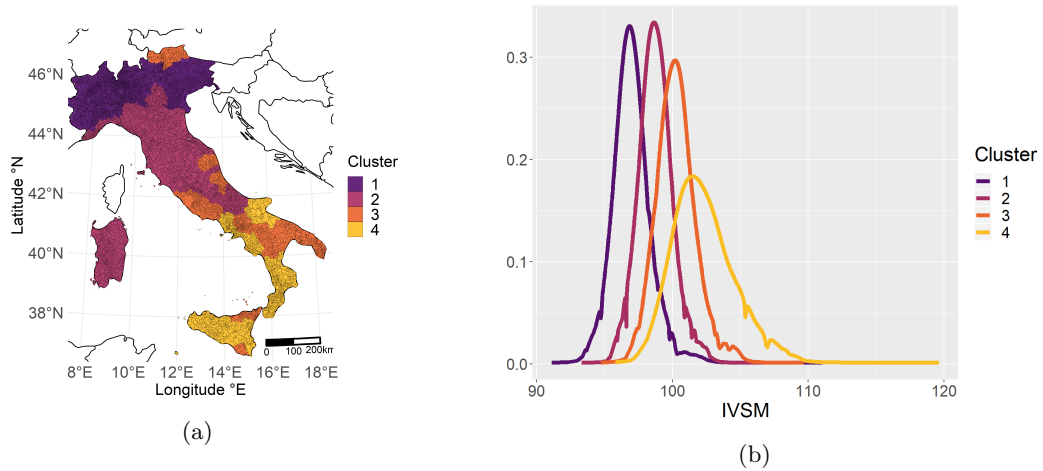 46°N
44°N
42°N
40°N
38°N
Latitude °N
8°E 10°E 12°E 14°E 16°E 18°E
Longitude °E
0 100 200km
Cluster
1
2
3
4
(a)
0.3
0.2
0.1
0.0
90 100 110 120
IVSM
Cluster
1
2
3
4
(b)